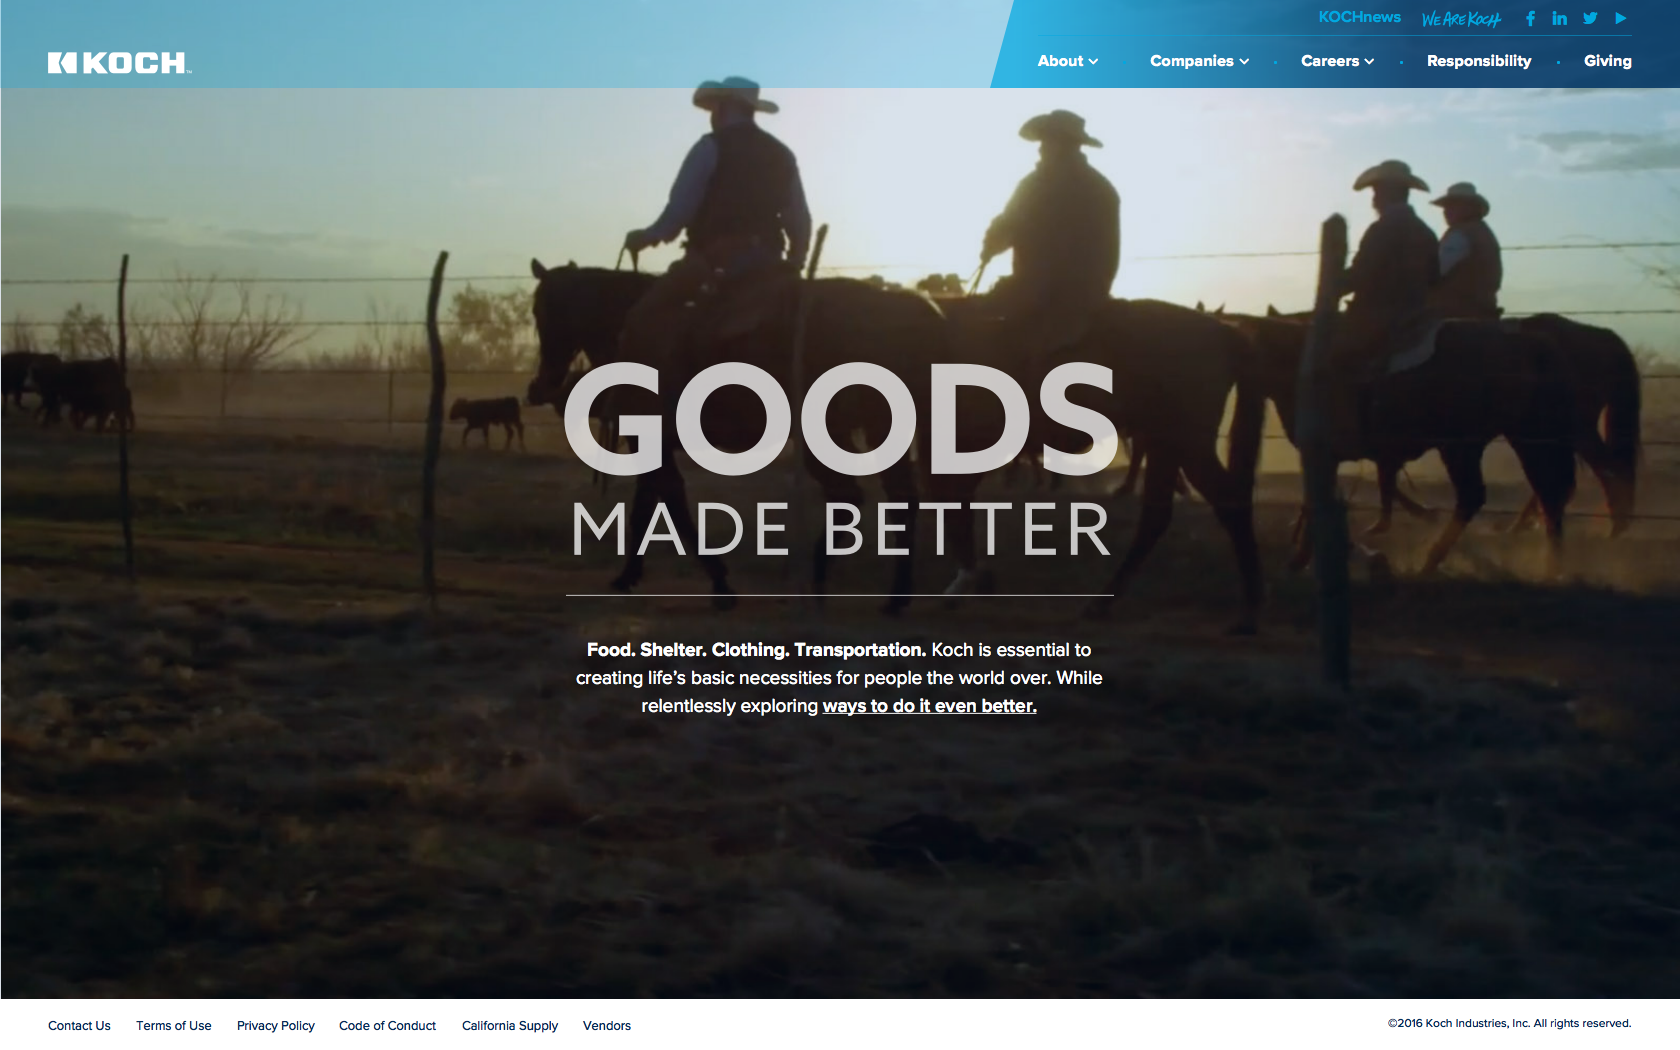 KOCHnews WE ARE KOCH
KOCH™
About Companies Careers Responsibility Giving
GOODS
MADE BETTER
Food. Shelter. Clothing. Transportation. Koch is essential to
creating life’s basic necessities for people the world over. While
relentlessly exploring ways to do it even better.
Contact Us Terms of Use Privacy Policy Code of Conduct California Supply Vendors
©2016 Koch Industries, Inc. All rights reserved.